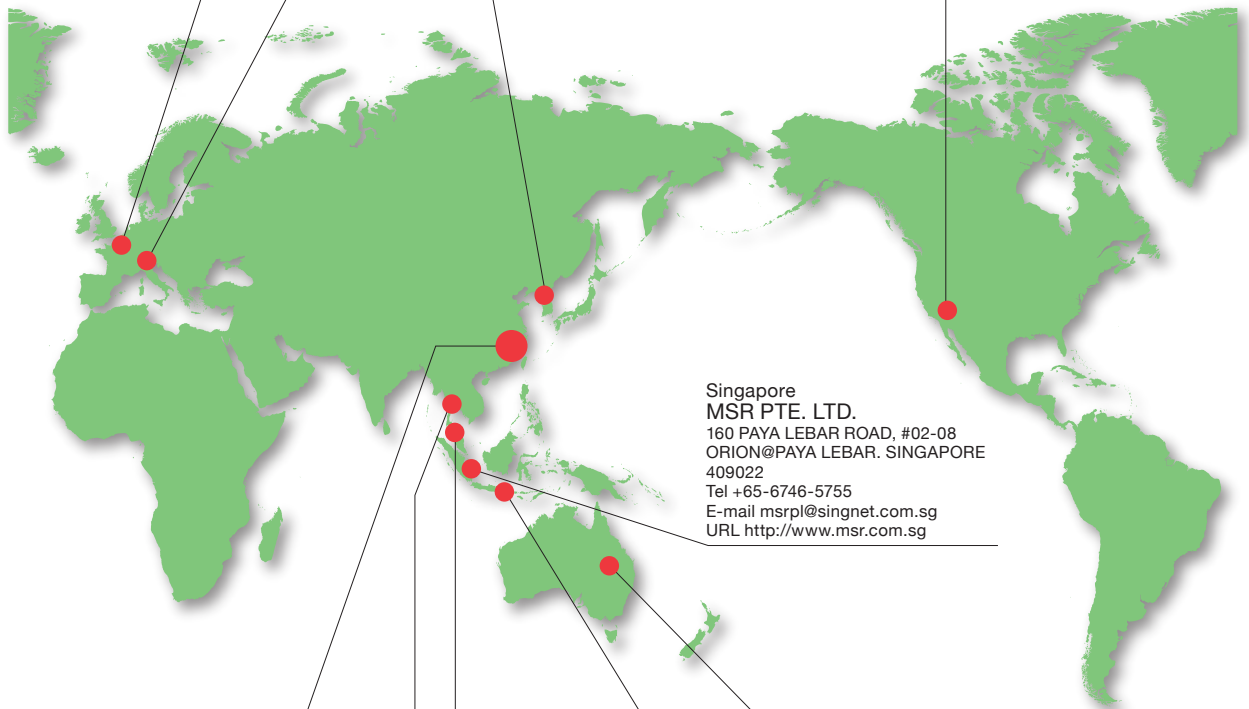 Singapore
MSR PTE. LTD.
160 PAYA LEBAR ROAD, #02-08
ORION@PAYA LEBAR. SINGAPORE
409022
Tel +65-6746-5755
E-mail msrpl@singnet.com.sg
URL http://www.msr.com.sg